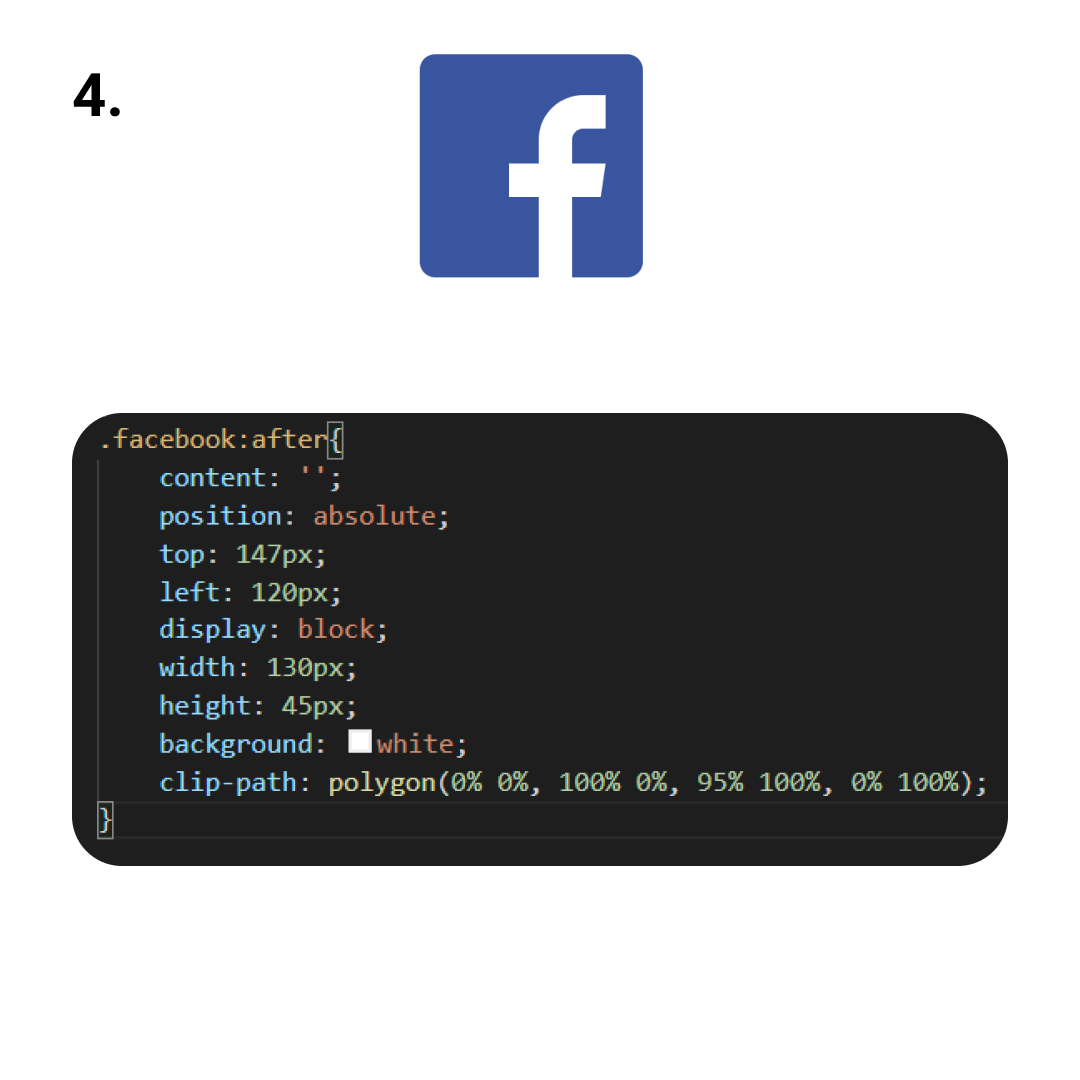 4.
f
.facebook:after{
content: '';
position: absolute;
top: 147px;
left: 120px;
display: block;
width: 130px;
height: 45px;
background: white;
clip-path: polygon(0% 0%, 100% 0%, 95% 100%, 0% 100%);
}